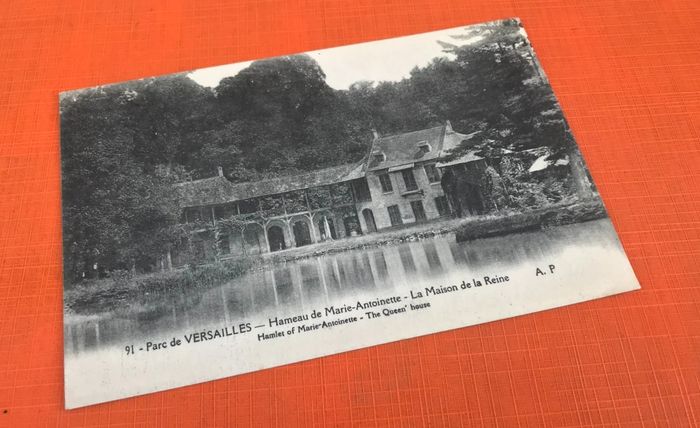 91 - Parc de VERSAILLES — Hameau de Marie-Antoinette - La Maison de la Reine
A. P
Hamlet of Marie-Antoinette - The Queen' house